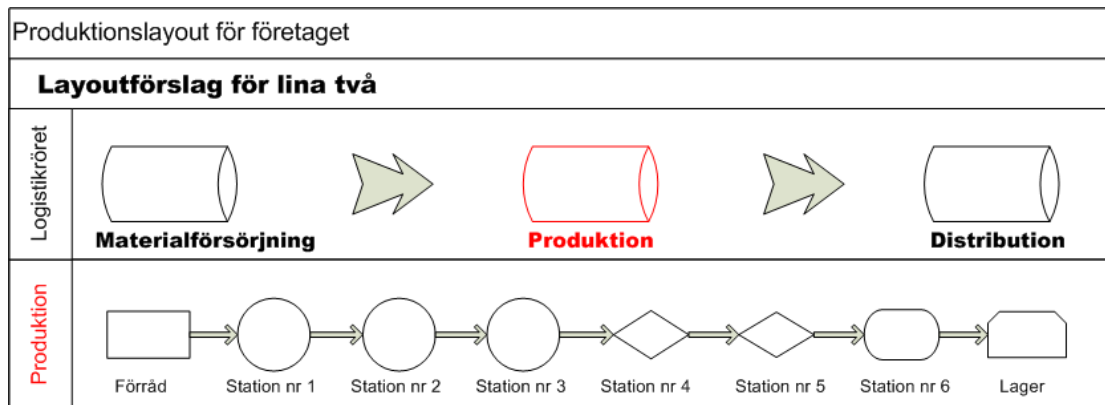 Produktionslayout för företaget
Layoutförslag för lina två
Logistikröret
Materialförsörjning
Produktion
Distribution
Produktion
Förråd
Station nr 1
Station nr 2
Station nr 3
Station nr 4
Station nr 5
Station nr 6
Lager